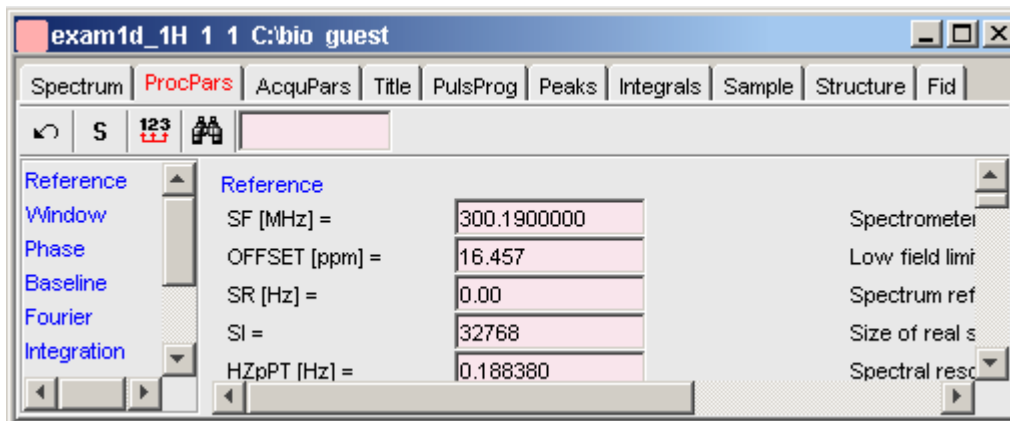 exam1d_1H 1 1 C:\bio guest
Spectrum ProcPars AcquPars Title PulsProg Peaks Integrals Sample Structure Fid
S 123
Reference
Window
Phase
Baseline
Fourier
Integration
Reference
SF [MHz] = 300.1900000 Spectrometer
OFFSET [ppm] = 16.457 Low field limi
SR [Hz] = 0.00 Spectrum ref
SI = 32768 Size of real s
HZpPT [Hz] = 0.188380 Spectral reso